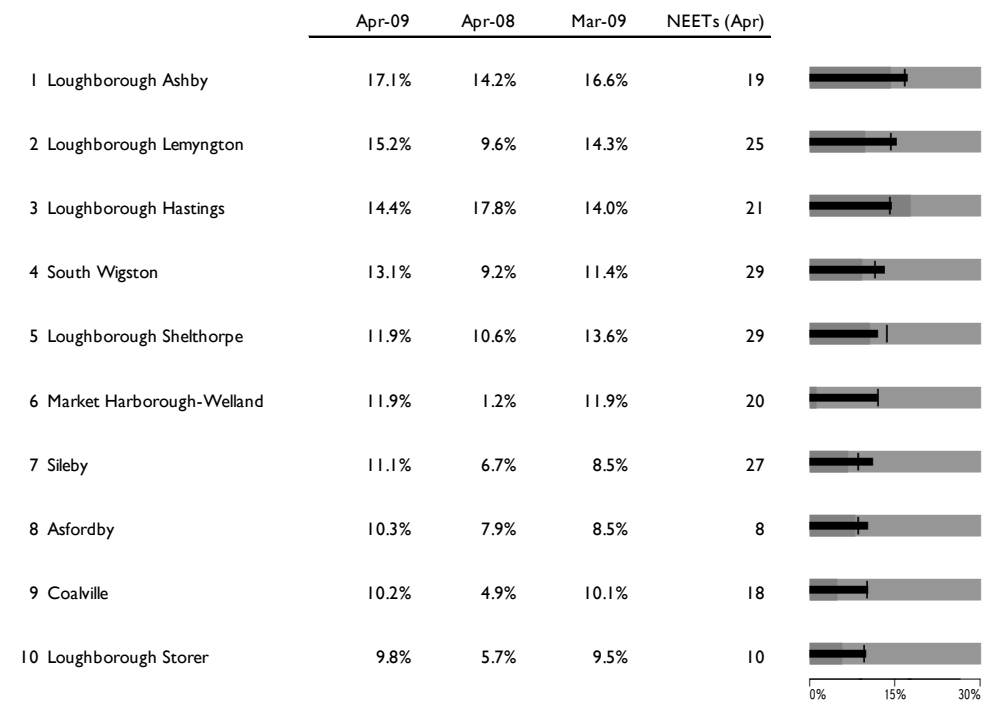 Apr-09 Apr-08 Mar-09 NEETs (Apr)
1 Loughborough Ashby 17.1% 14.2% 16.6% 19
2 Loughborough Lemyngton 15.2% 9.6% 14.3% 25
3 Loughborough Hastings 14.4% 17.8% 14.0% 21
4 South Wigston 13.1% 9.2% 11.4% 29
5 Loughborough Shelthorpe 11.9% 10.6% 13.6% 29
6 Market Harborough-Welland 11.9% 1.2% 11.9% 20
7 Sileby 11.1% 6.7% 8.5% 27
8 Asfordby 10.3% 7.9% 8.5% 8
9 Coalville 10.2% 4.9% 10.1% 18
10 Loughborough Storer 9.8% 5.7% 9.5% 10
0% 15% 30%